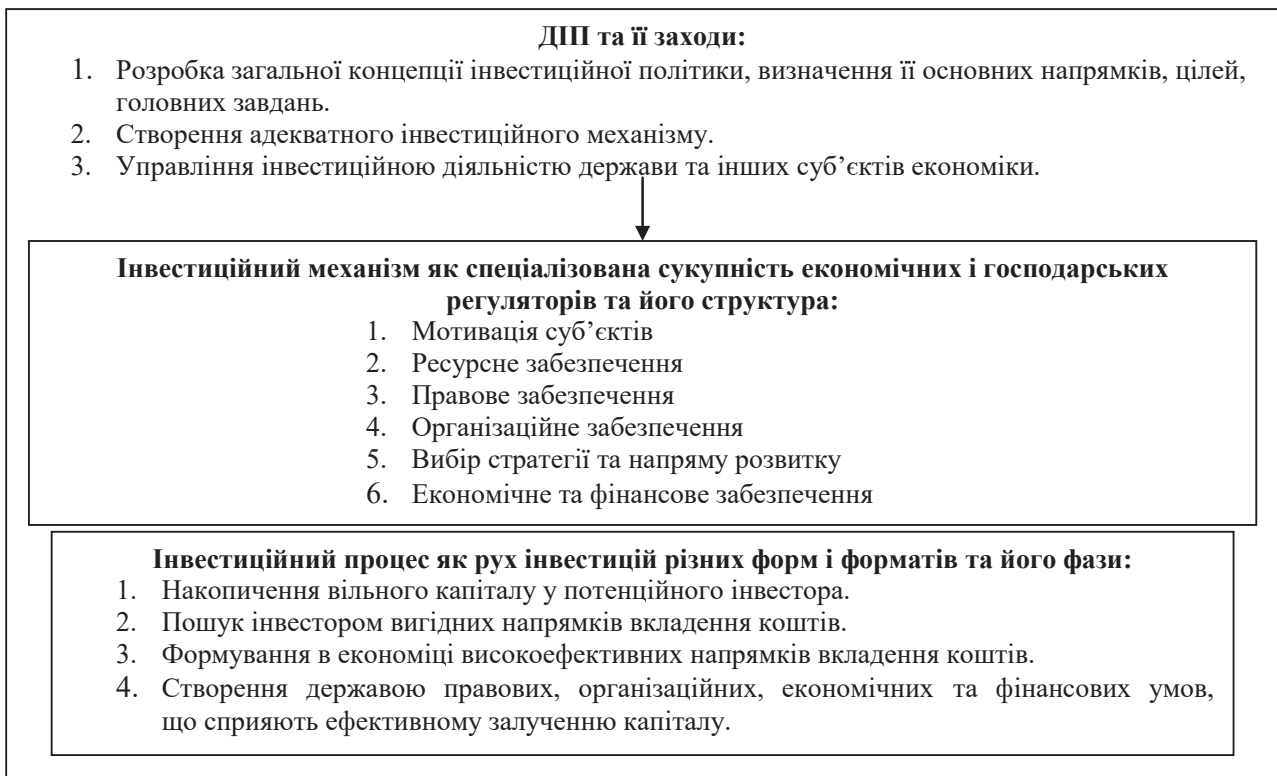 ДІП та її заходи:
1. Розробка загальної концепції інвестиційної політики, визначення її основних напрямків, цілей,
головних завдань.
2. Створення адекватного інвестиційного механізму.
3. Управління інвестиційною діяльністю держави та інших суб’єктів економіки.
Інвестиційний механізм як спеціалізована сукупність економічних і господарських
регуляторів та його структура:
1. Мотивація суб’єктів
2. Ресурсне забезпечення
3. Правове забезпечення
4. Організаційне забезпечення
5. Вибір стратегії та напряму розвитку
6. Економічне та фінансове забезпечення
Інвестиційний процес як рух інвестицій різних форм і форматів та його фази:
1. Накопичення вільного капіталу у потенційного інвестора.
2. Пошук інвестором вигідних напрямків вкладення коштів.
3. Формування в економіці високоефективних напрямків вкладення коштів.
4. Створення державою правових, організаційних, економічних та фінансових умов,
що сприяють ефективному залученню капіталу.